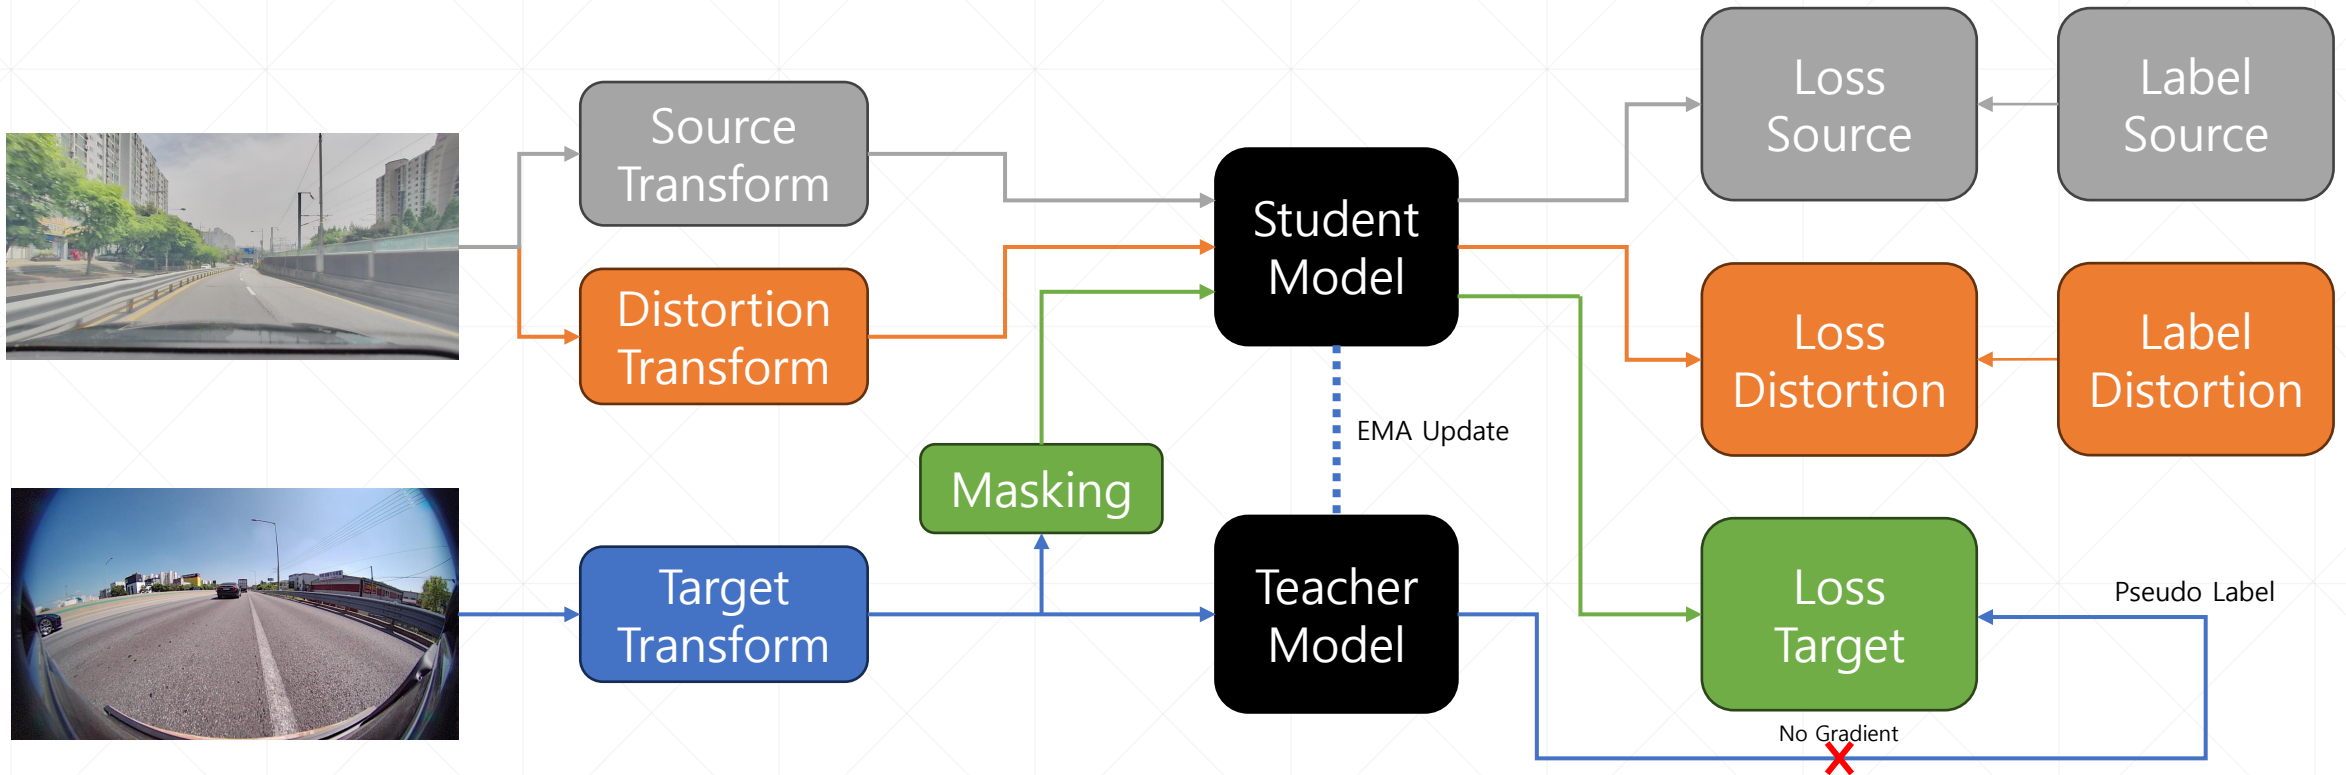 Source
Transform
Distortion
Transform
Masking
Target
Transform
Student
Model
EMA Update
Teacher
Model
Loss
Source
Label
Source
Loss
Distortion
Label
Distortion
Loss
Target
Pseudo Label
No Gradient